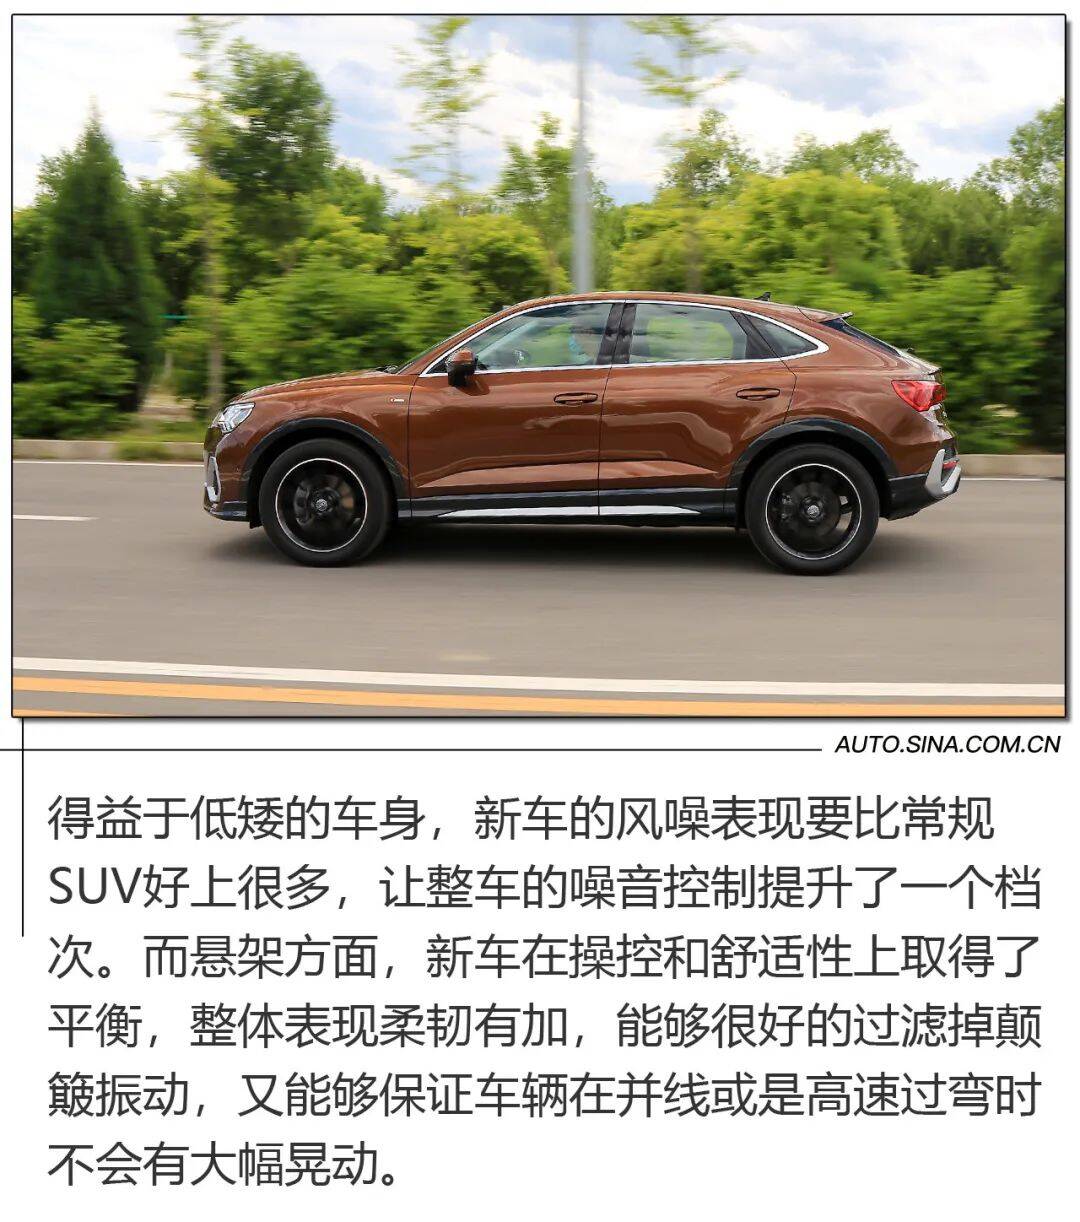 AUTO.SINA.COM.CN
得益于低矮的车身，新车的风噪表现要比常规
SUV好上很多，让整车的噪音控制提升了一个档
次。而悬架方面，新车在操控和舒适性上取得了
平衡，整体表现柔韧有加，能够很好的过滤掉颠
簸振动，又能够保证车辆在并线或是高速过弯时
不会有大幅晃动。